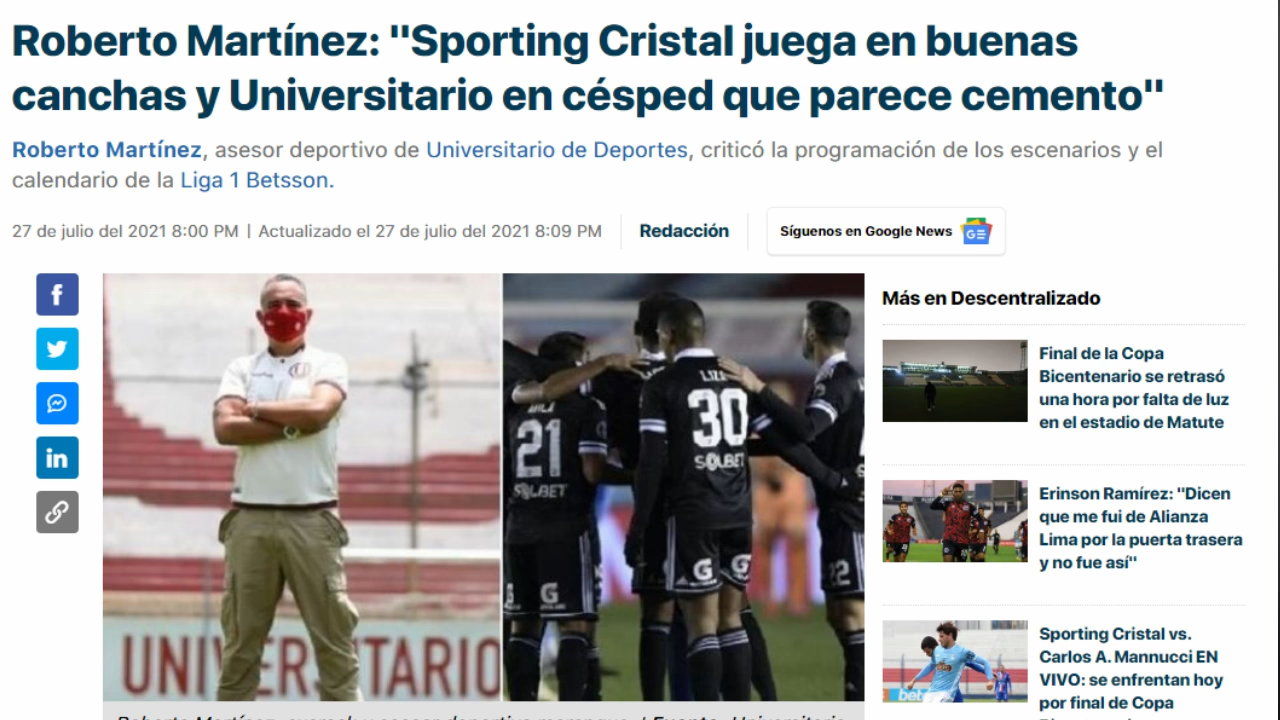 Roberto Martínez: "Sporting Cristal juega en buenas
canchas y Universitario en césped que parece cemento"
Roberto Martínez, asesor deportivo de Universitario de Deportes, criticó la programación de los escenarios y el
calendario de la Liga 1 Betsson.
27 de julio del 2021 8:00 PM | Actualizado el 27 de julio del 2021 8:09 PM
Redacción
Síguenos en Google News
f
in
UNIVERSITARIO
21
SOLBET
LIZA
30
SOLBET
G
G
G
22
Más en Descentralizado
Final de la Copa
Bicentenario se retrasó
una hora por falta de luz
en el estadio de Matute
Erinson Ramírez: "Dicen
que me fui de Alianza
Lima por la puerta trasera
y no fue así"
bet
Sporting Cristal vs.
Carlos A. Mannucci EN
VIVO: se enfrentan hoy
por final de Copa